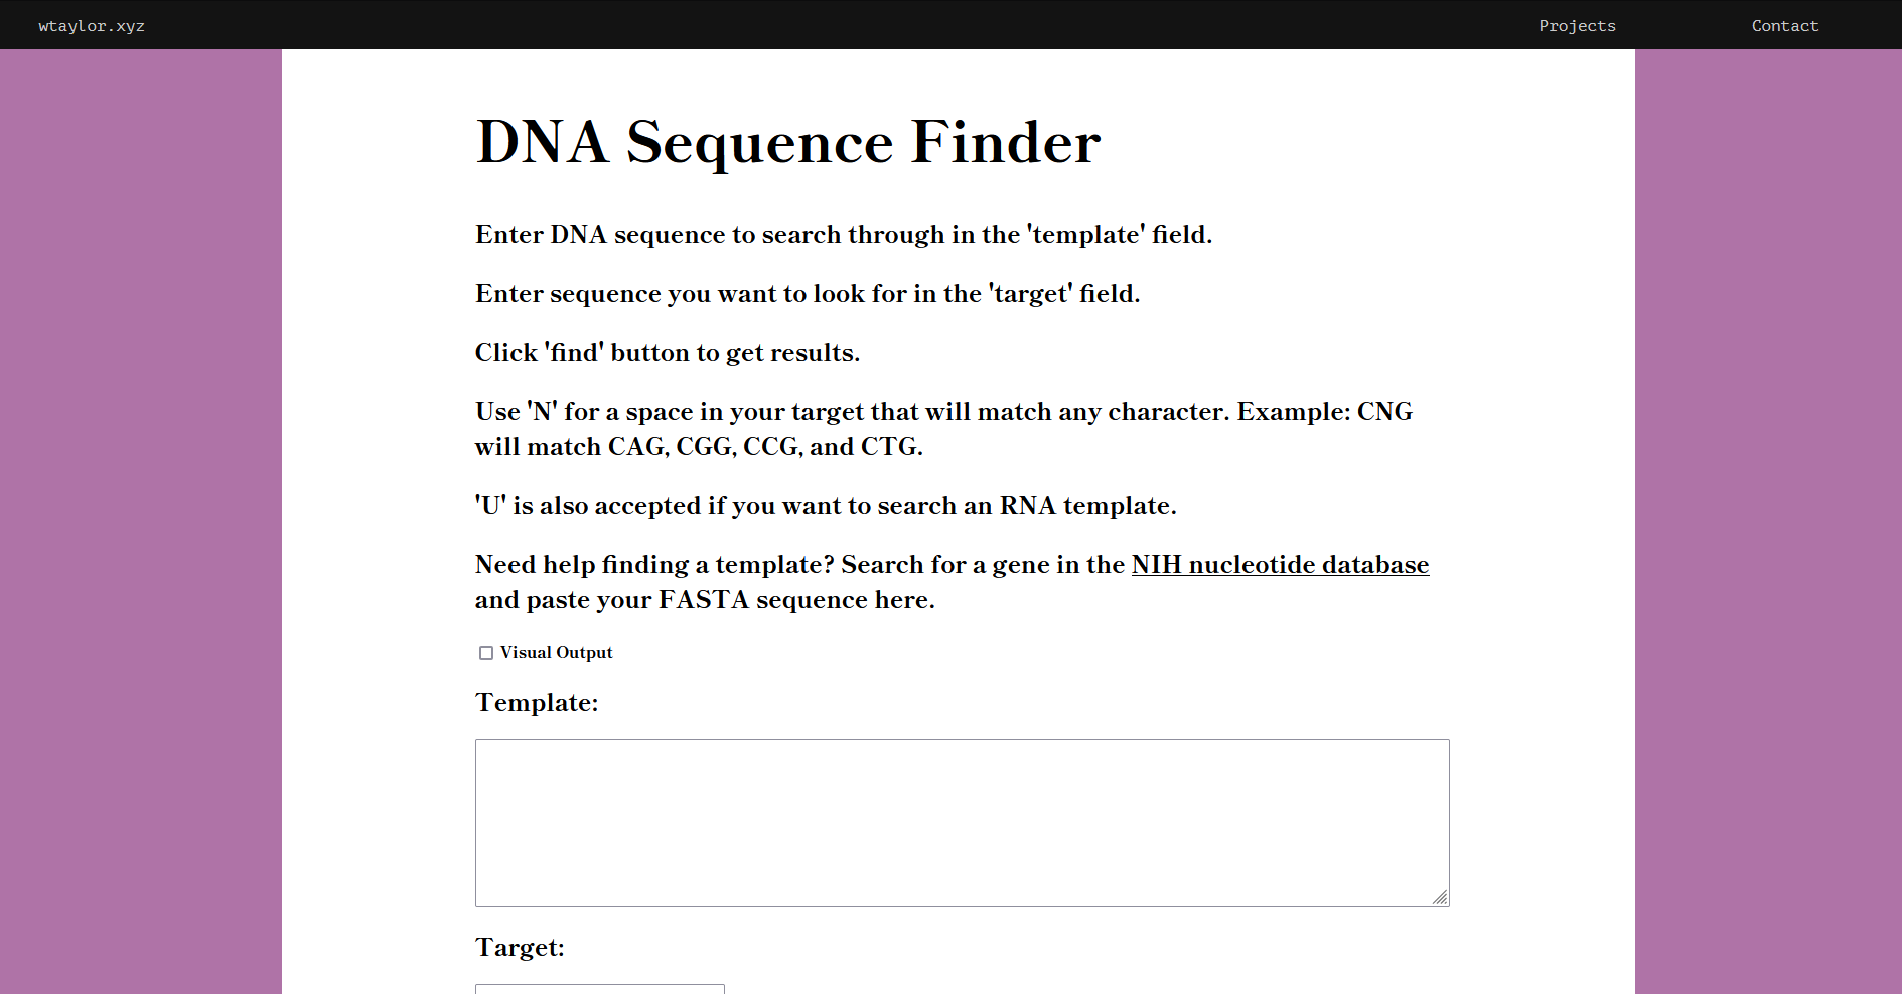 wtaylor.xyz Projects Contact
DNA Sequence Finder
Enter DNA sequence to search through in the 'template' field.
Enter sequence you want to look for in the 'target' field.
Click 'find' button to get results.
Use 'N' for a space in your target that will match any character. Example: CNG
will match CAG, CGG, CCG, and CTG.
'U' is also accepted if you want to search an RNA template.
Need help finding a template? Search for a gene in the NIH nucleotide database
and paste your FASTA sequence here.
Visual Output
Template:
Target: